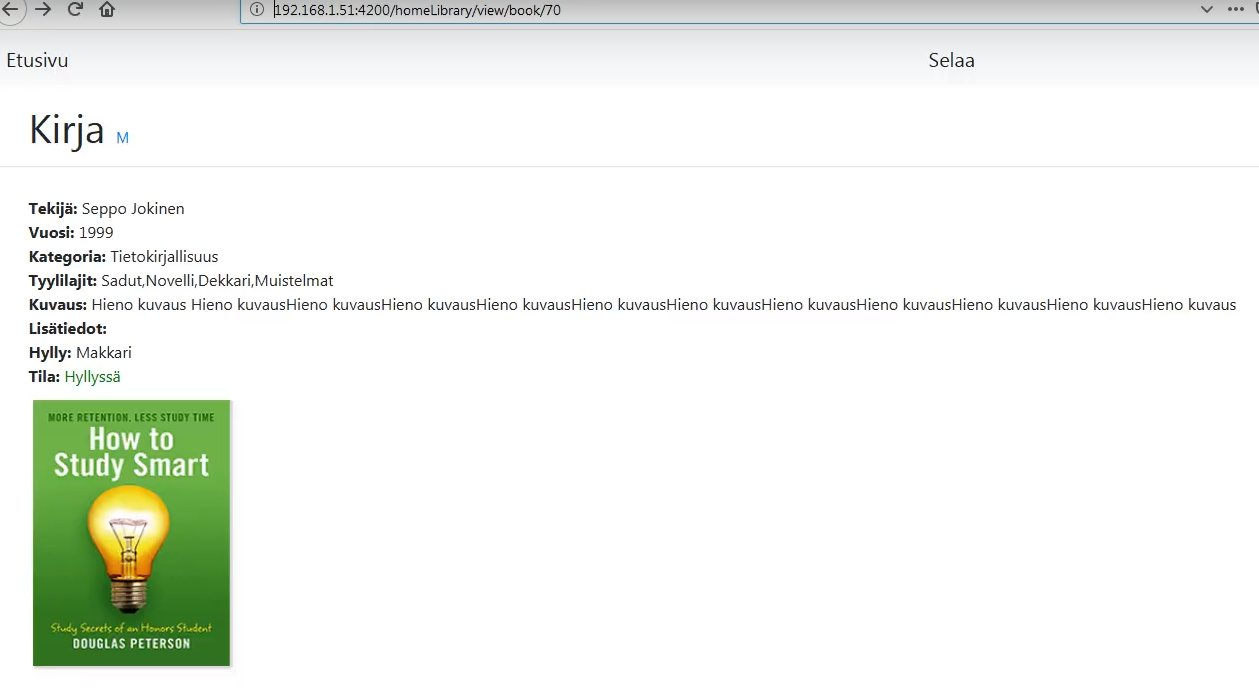 192.168.1.51:4200/homeLibrary/view/book/70
Etusivu Selaa
Kirja M
Tekijä: Seppo Jokinen
Vuosi: 1999
Kategoria: Tietokirjallisuus
Tyylilajit: Sadut,Novelli,Dekkari,Muistelmat
Kuvaus: Hieno kuvaus Hieno kuvausHieno kuvausHieno kuvausHieno kuvausHieno kuvausHieno kuvausHieno kuvausHieno kuvausHieno kuvausHieno kuvausHieno kuvaus
Lisätiedot:
Hylly: Makkari
Tila: Hyllyssä
MORE RETENTION, LESS STUDY TIME
How to
Study Smart
Study Secrets of an Honors Student
DOUGLAS PETERSON